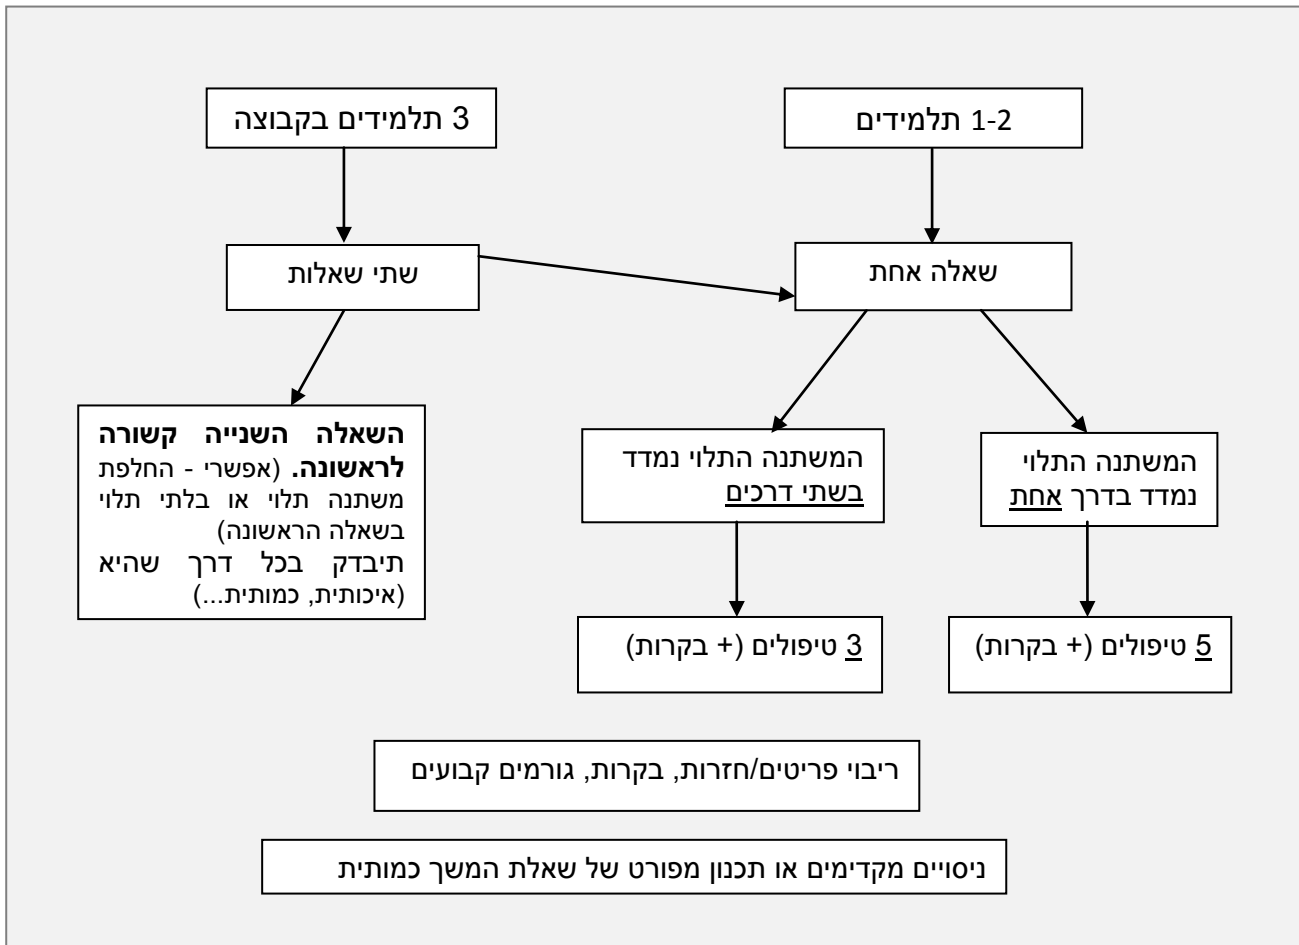 1-2 תלמידים
3 תלמידים בקבוצה
שאלה אחת
שתי שאלות
המשתנה התלוי
נמדד בדרך אחת
המשתנה התלוי נמדד
בשתי דרכים
השאלה השנייה קשורה
לראשונה. (אפשרי - החלפת
משתנה תלוי או בלתי תלוי
בשאלה הראשונה)
תיבדק בכל דרך שהיא
(איכותית, כמותית...)
5 טיפולים (+ בקרות)
3 טיפולים (+ בקרות)
ריבוי פריטים/חזרות, בקרות, גורמים קבועים
ניסויים מקדימים או תכנון מפורט של שאלת המשך כמותית